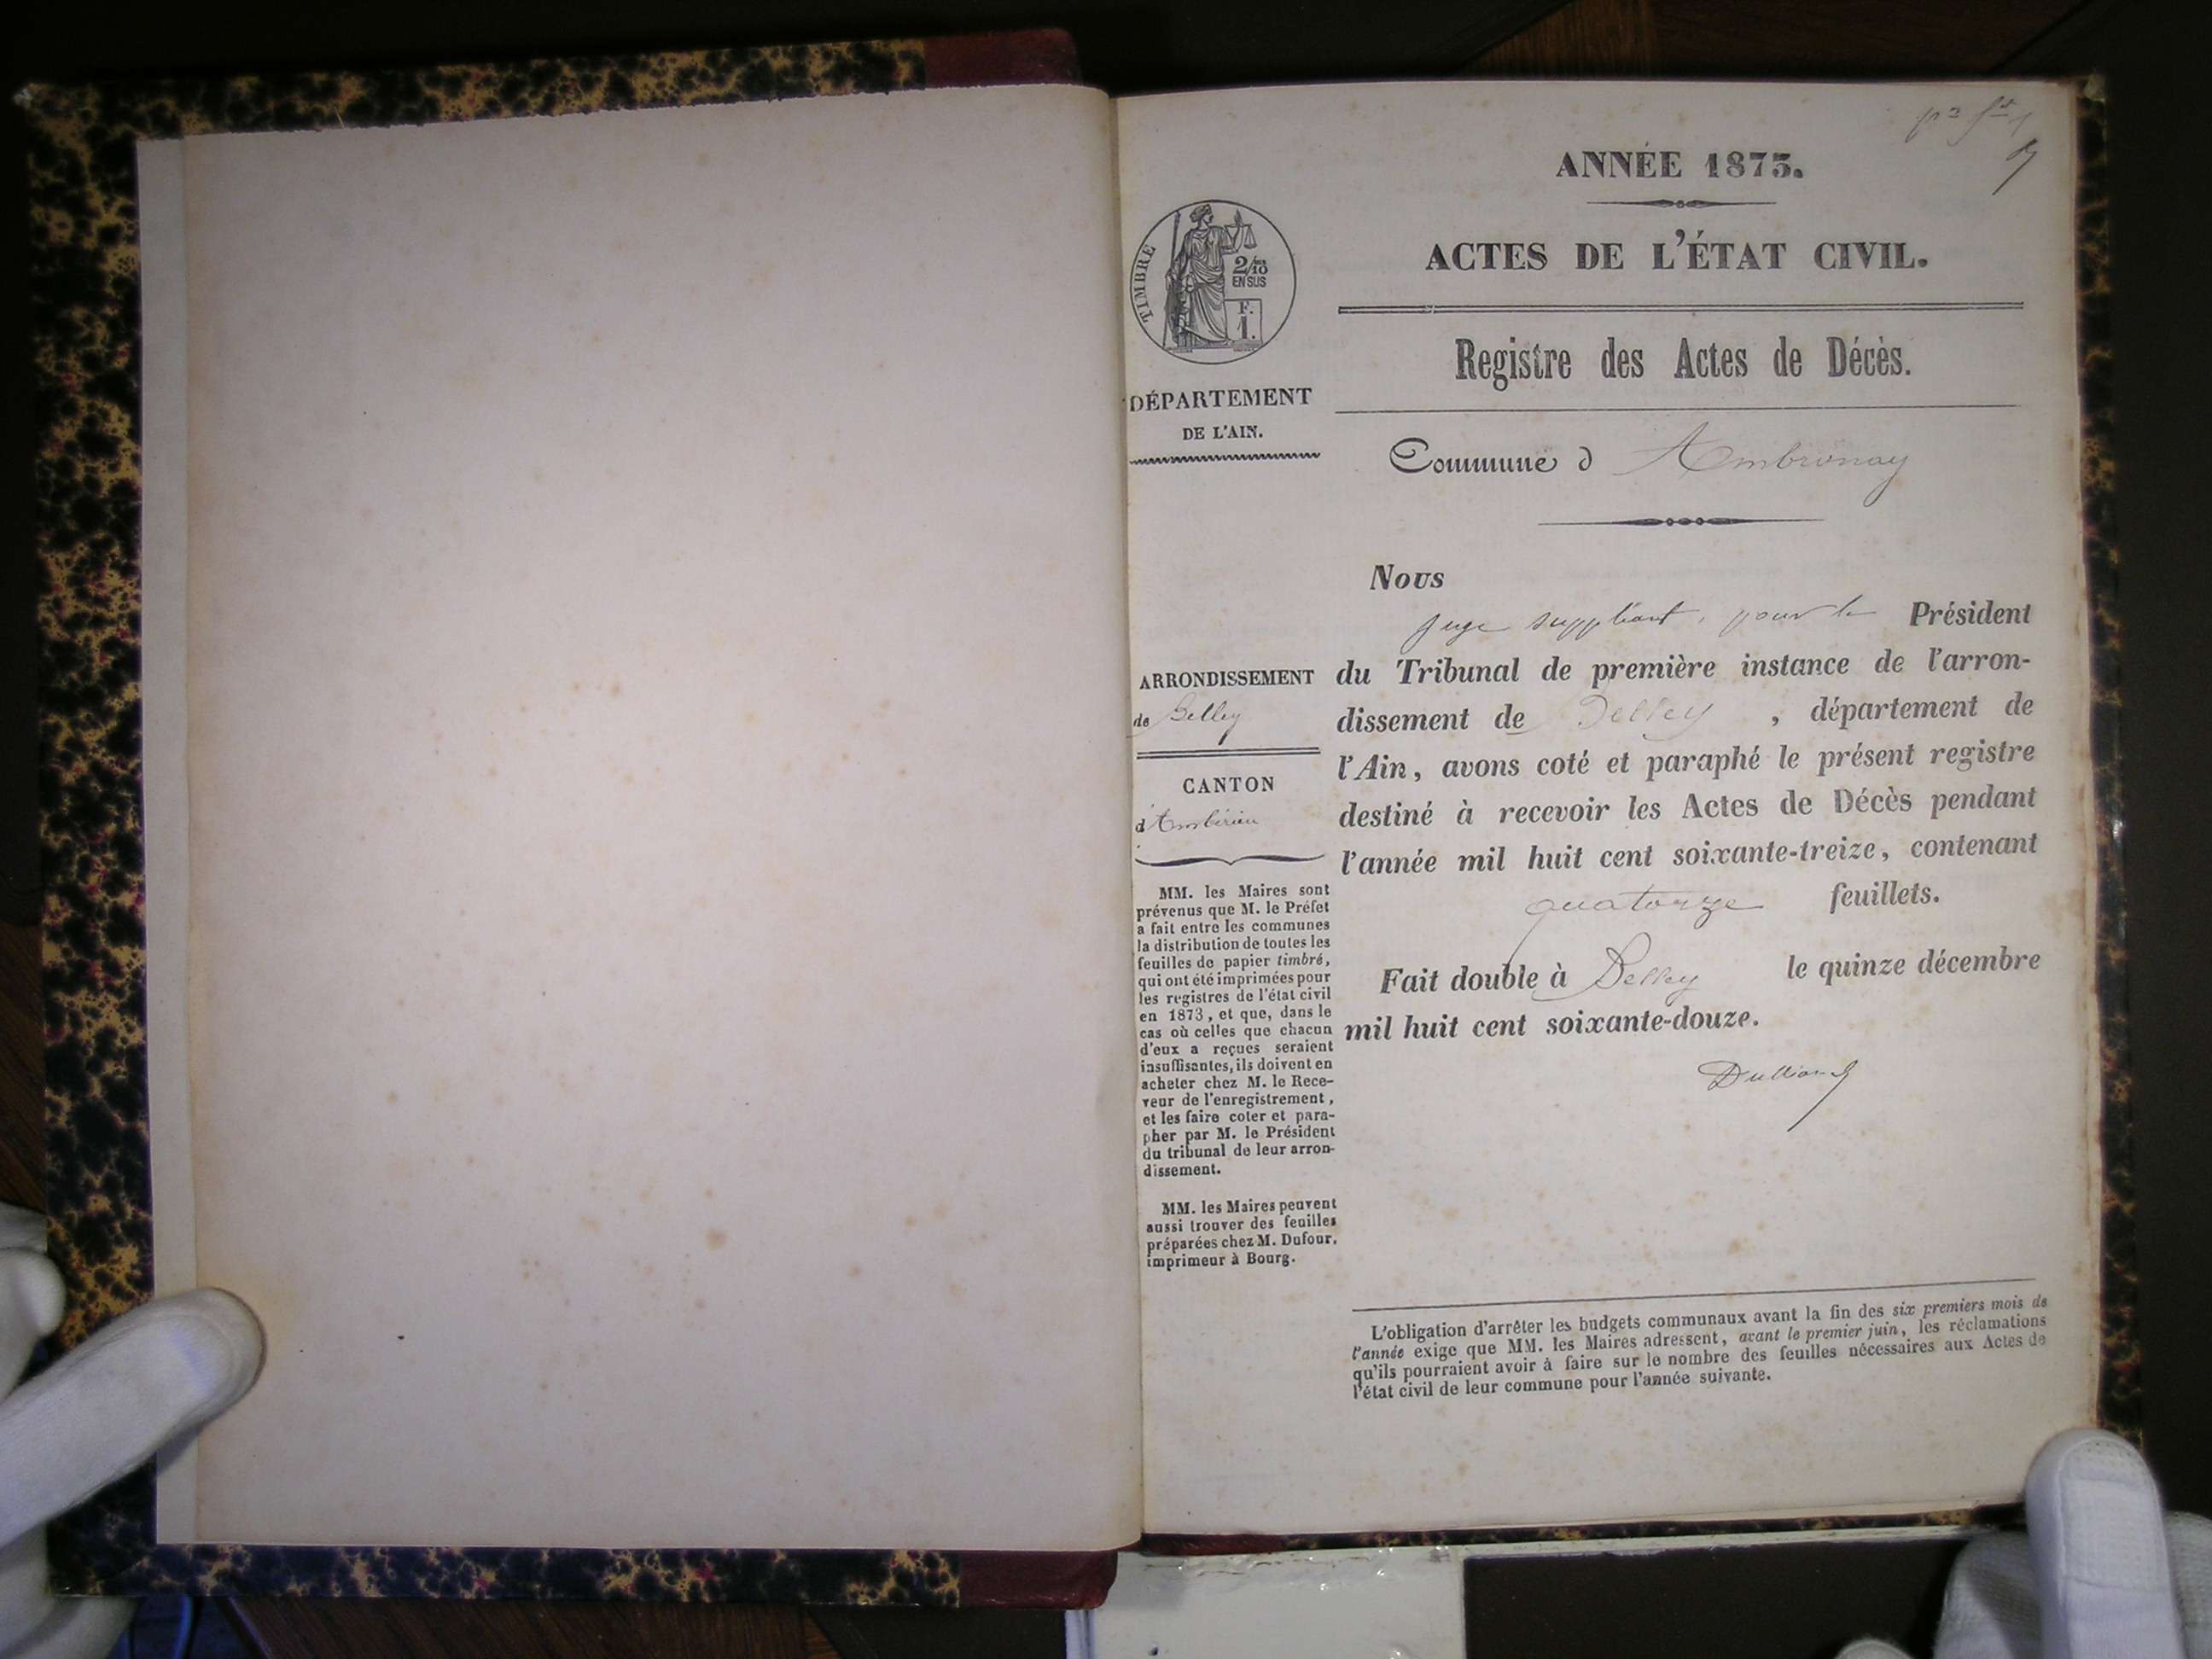 ANNÉE 1873.
ACTES DE L'ÉTAT CIVIL.
Registre des Actes de Décès.
Commune d Ambronay
TIMBRE
2/10 EN SUS
F.
1.
DÉPARTEMENT
DE L'AIN.
ARRONDISSEMENT
de Belley
CANTON
d'Ambérieu
MM. les Maires sont
prévenus que M. le Préfet
a fait entre les communes
la distribution de toutes les
feuilles de papier timbré,
qui ont été imprimées pour
les registres de l'état civil
en 1873, et que, dans le
cas où celles que chacun
d'eux a reçues seraient
insuffisantes, ils doivent en
acheter chez M. le Rece-
veur de l'enregistrement,
et les faire coter et para-
pher par M. le Président
du tribunal de leur arron-
dissement.
MM. les Maires peuvent
aussi trouver des feuilles
préparées chez M. Dufour,
imprimeur à Bourg.
Nous
juge suppléant, pour le Président
du Tribunal de première instance de l'arron-
dissement de Belley, département de
l'Ain, avons coté et paraphé le présent registre
destiné à recevoir les Actes de Décès pendant
l'année mil huit cent soixante-treize, contenant
quatorze feuillets.
Fait double à Belley le quinze décembre
mil huit cent soixante-douze.
L'obligation d'arrêter les budgets communaux avant la fin des six premiers mois de
l'année exige que MM. les Maires adressent, avant le premier juin, les réclamations
qu'ils pourraient avoir à faire sur le nombre des feuilles nécessaires aux Actes de
l'état civil de leur commune pour l'année suivante.